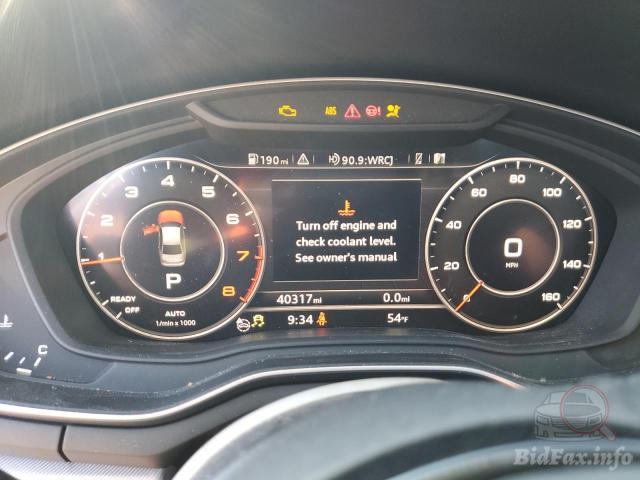 ABS
190 mi 90.9:WRCJ
1 2 3 4 5 6 7 8
P
READY
OFF
AUTO
1/min x 1000
Turn off engine and
check coolant level.
See owner's manual
0 20 40 60 80 100 120 140 160
0
MPH
40317 mi 0.0 mi
9:34 54°F
C
BidFax.info